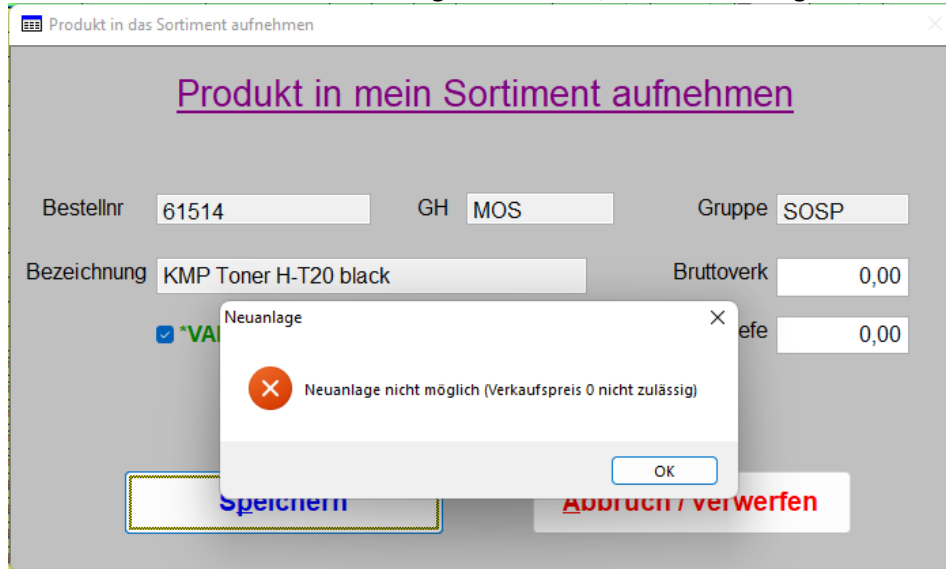 Produkt in das Sortiment aufnehmen
Produkt in mein Sortiment aufnehmen
Bestellnr 61514 GH MOS Gruppe SOSP
Bezeichnung KMP Toner H-T20 black Bruttoverk 0,00
Neuanlage
0,00
Neuanlage nicht möglich (Verkaufspreis 0 nicht zulässig)
OK
Speichern Abbruch / Verwerfen